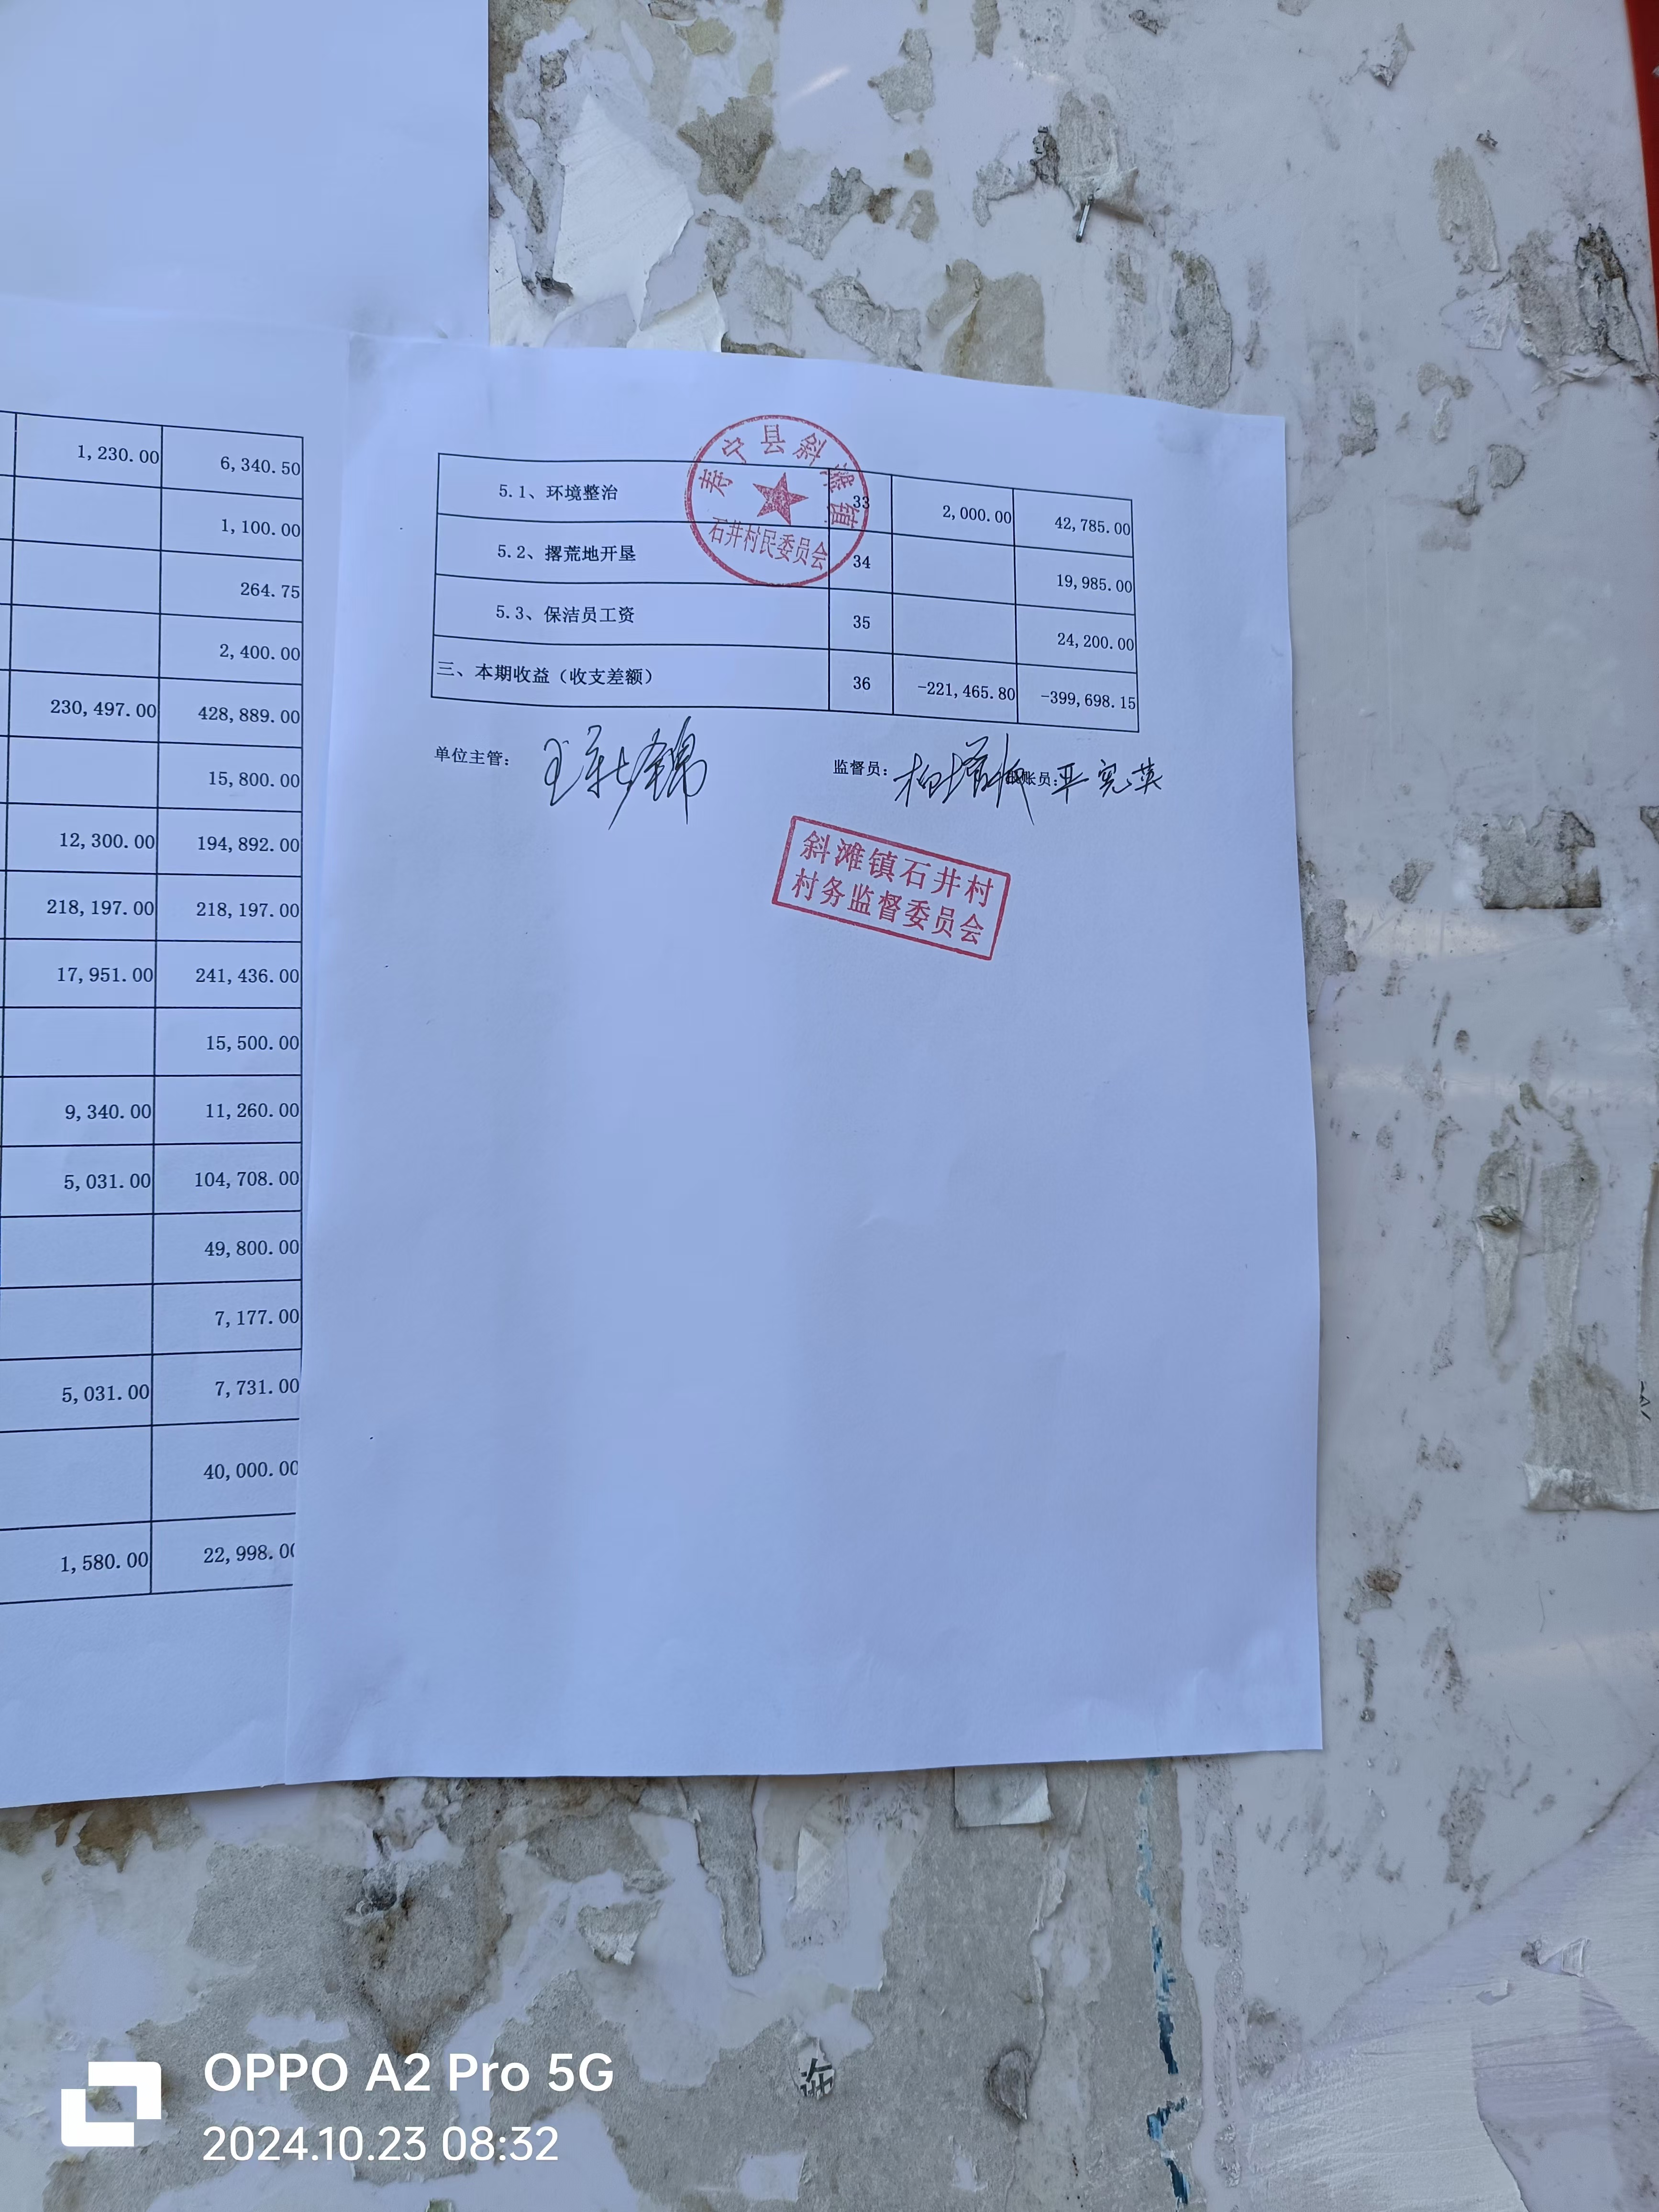 1,230.00 6,340.50
1,100.00
264.75
2,400.00
230,497.00 428,889.00
15,800.00
12,300.00 194,892.00
218,197.00 218,197.00
17,951.00 241,436.00
15,500.00
9,340.00 11,260.00
5,031.00 104,708.00
49,800.00
7,177.00
5,031.00 7,731.00
40,000.00
1,580.00 22,998.00
寿宁县斜滩镇
石井村民委员会
5.1、环境整治 33 2,000.00 42,785.00
5.2、撂荒地开垦 34 19,985.00
5.3、保洁员工资 35 24,200.00
三、本期收益（收支差额） 36 -221,465.80 -399,698.15
单位主管： 监督员： 账员：
斜滩镇石井村
村务监督委员会
OPPO A2 Pro 5G
2024.10.23 08:32